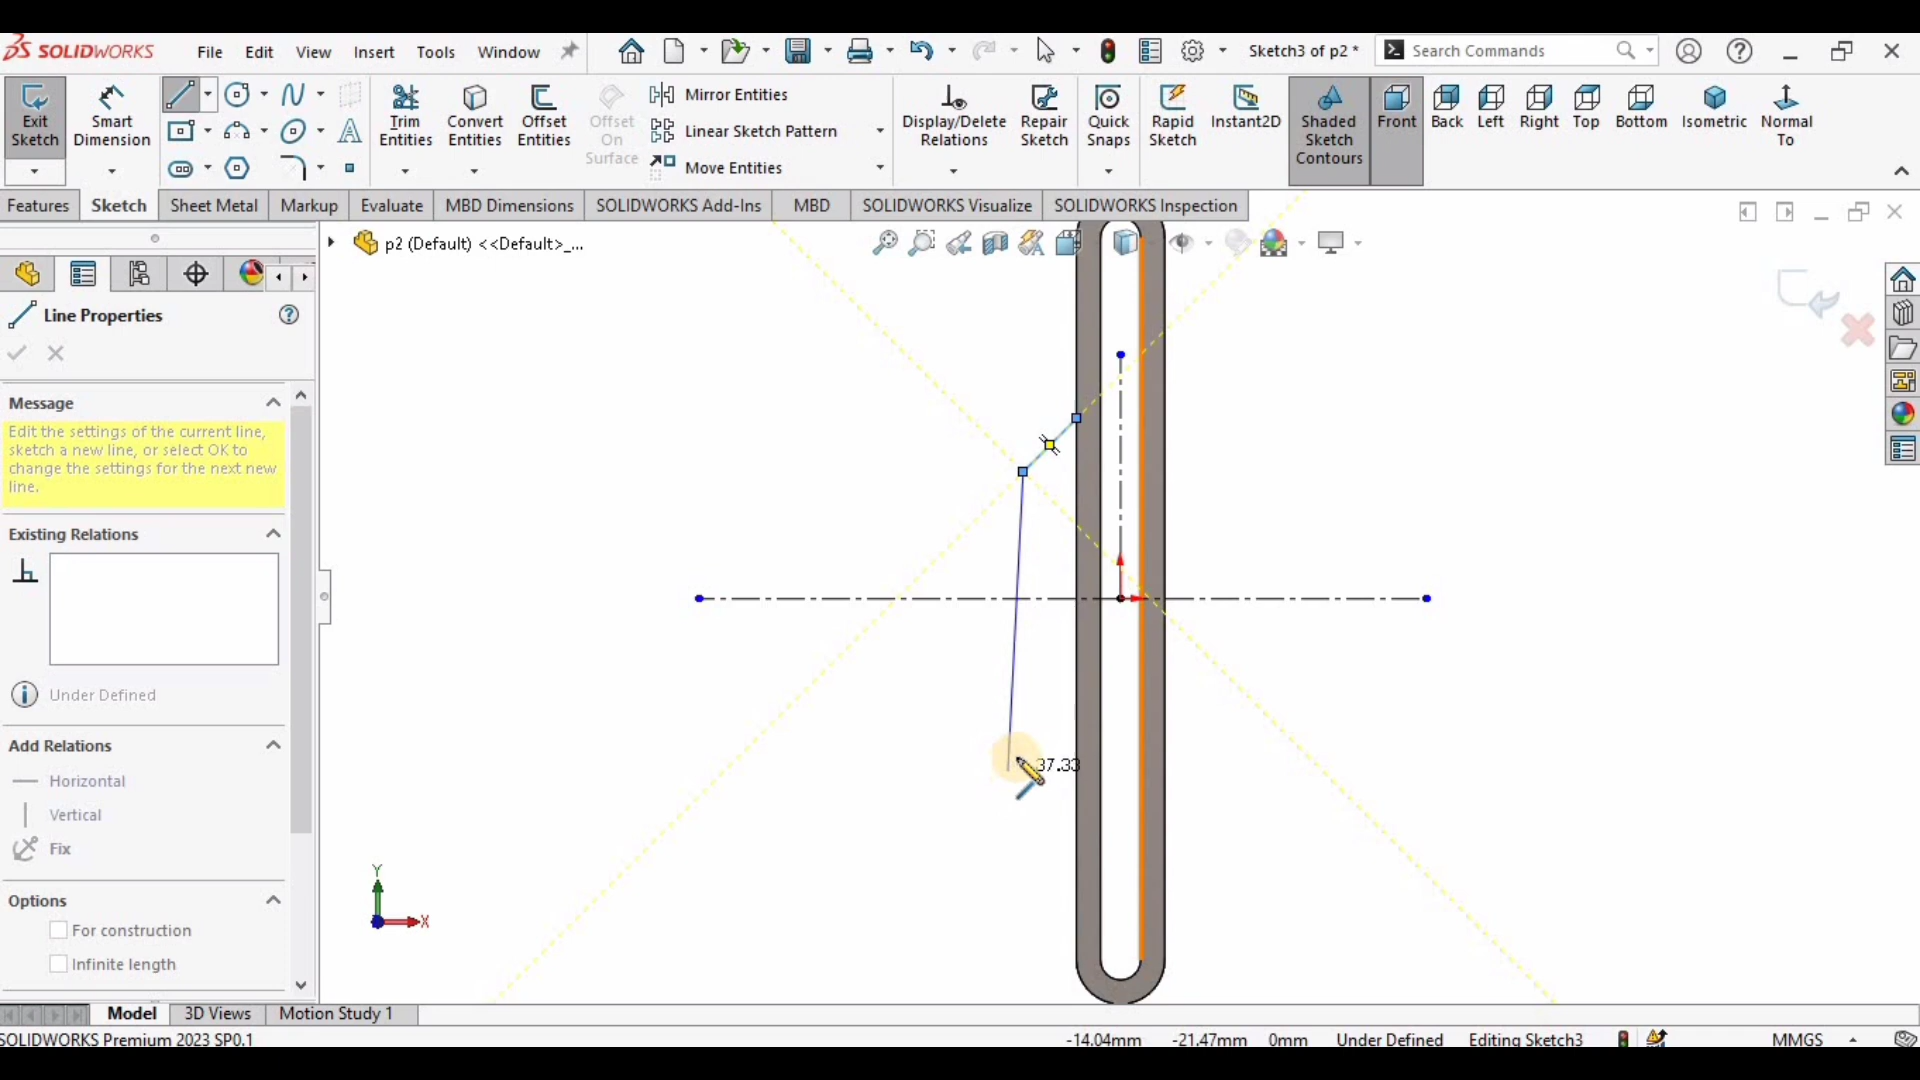 SOLIDWORKS
File Edit View Insert Tools Window
Sketch3 of p2 *
Search Commands
Exit Sketch
Smart Dimension
Trim Entities
Convert Entities
Offset Entities
Offset On Surface
Mirror Entities
Linear Sketch Pattern
Move Entities
Display/Delete Relations
Repair Sketch
Quick Snaps
Rapid Sketch
Instant2D
Shaded Sketch Contours
Front
Back
Left
Right
Top
Bottom
Isometric
Normal To
Features Sketch Sheet Metal Markup Evaluate MBD Dimensions SOLIDWORKS Add-Ins MBD SOLIDWORKS Visualize SOLIDWORKS Inspection
p2 (Default) <<Default>_...
Line Properties
Message
Edit the settings of the current line,
sketch a new line, or select OK to
change the settings for the next new
line.
Existing Relations
Under Defined
Add Relations
Horizontal
Vertical
Fix
Options
For construction
Infinite length
37.33
Y
X
Model 3D Views Motion Study 1
SOLIDWORKS Premium 2023 SP0.1
-14.04mm -21.47mm 0mm Under Defined Editing Sketch3 MMGS